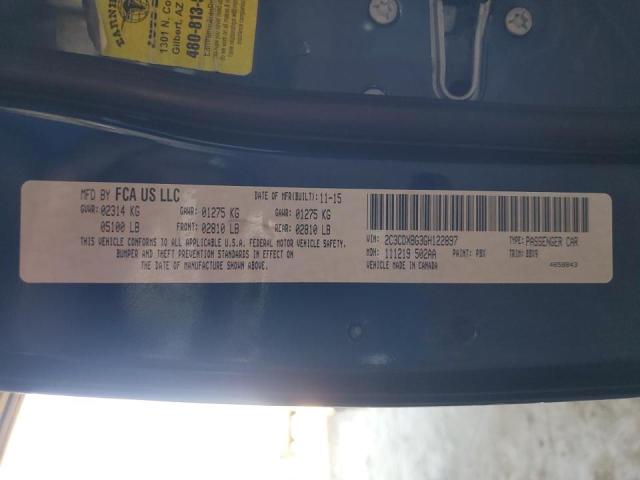 1301 N. Co
Gilbert, AZ
480-813-
MFD BY FCA US LLC
DATE OF MFR(BUILT): 11-15
GVWR: 02314 KG GAWR: 01275 KG GAWR: 01275 KG
05100 LB FRONT: 02810 LB REAR: 02810 LB
THIS VEHICLE CONFORMS TO ALL APPLICABLE U.S.A. FEDERAL MOTOR VEHICLE SAFETY,
BUMPER AND THEFT PREVENTION STANDARDS IN EFFECT ON
THE DATE OF MANUFACTURE SHOWN ABOVE.
VIN: 2C3CDXBG3GH122897 TYPE: PASSENGER CAR
MDH: 111219 502AA PAINT: PBX TRIM: BBX9
VEHICLE MADE IN CANADA 4658843